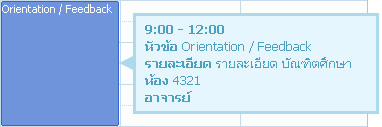 Orientation / Feedback
9:00 - 12:00
หัวข้อ Orientation / Feedback
รายละเอียด รายละเอียด บัณฑิตศึกษา
ห้อง 4321
อาจารย์